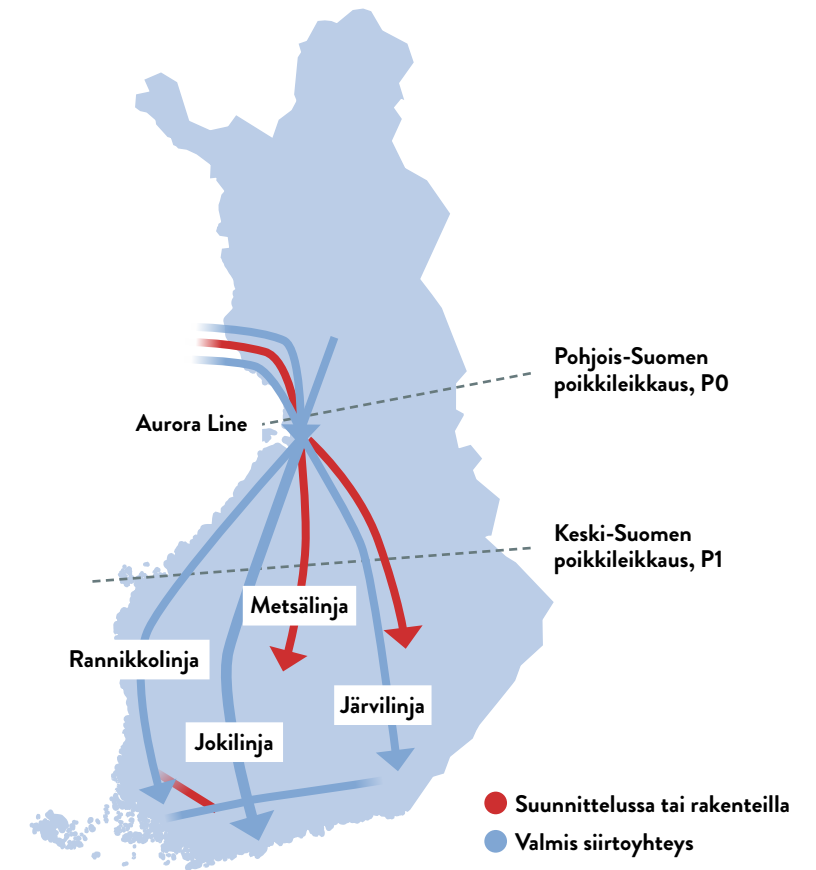 Pohjois-Suomen
poikkileikkaus, P0
Aurora Line
Keski-Suomen
poikkileikkaus, P1
Metsälinja
Rannikkolinja
Järvilinja
Jokilinja
Suunnittelussa tai rakenteilla
Valmis siirtoyhteys